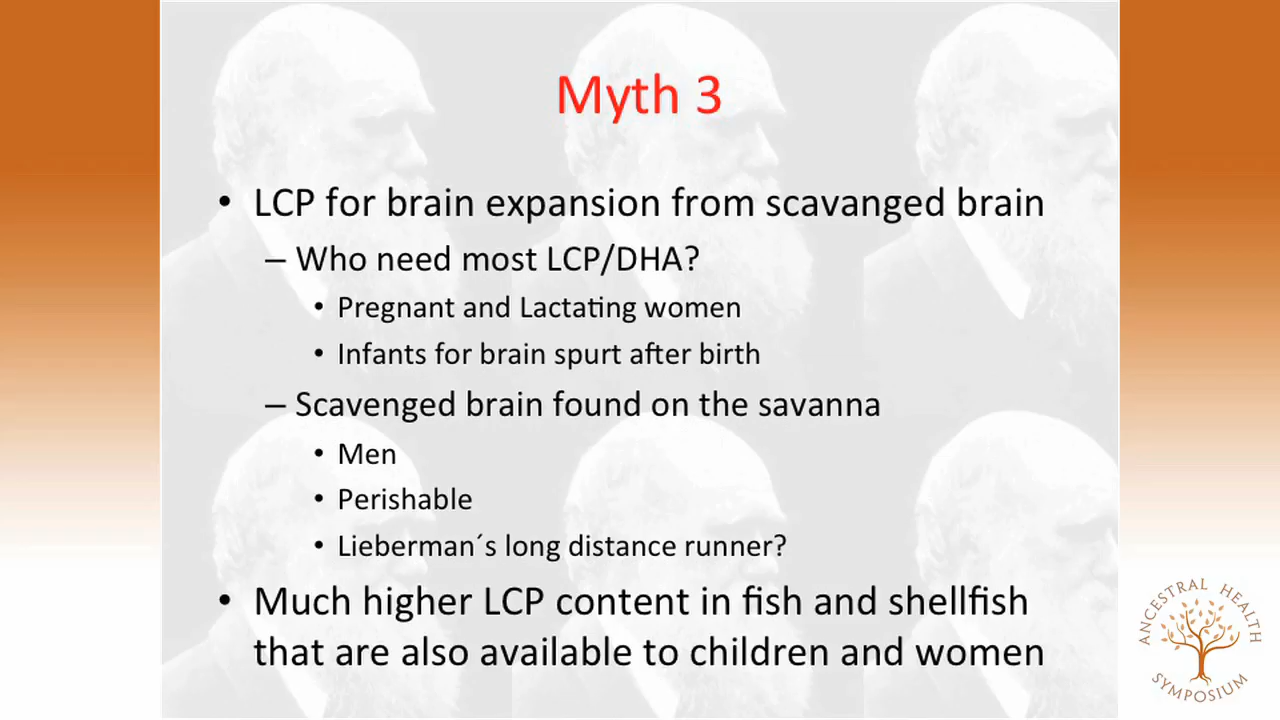 Myth 3
• LCP for brain expansion from scavanged brain
– Who need most LCP/DHA?
• Pregnant and Lactating women
• Infants for brain spurt after birth
– Scavenged brain found on the savanna
• Men
• Perishable
• Lieberman´s long distance runner?
• Much higher LCP content in fish and shellfish
that are also available to children and women
ANCESTRAL HEALTH
SYMPOSIUM